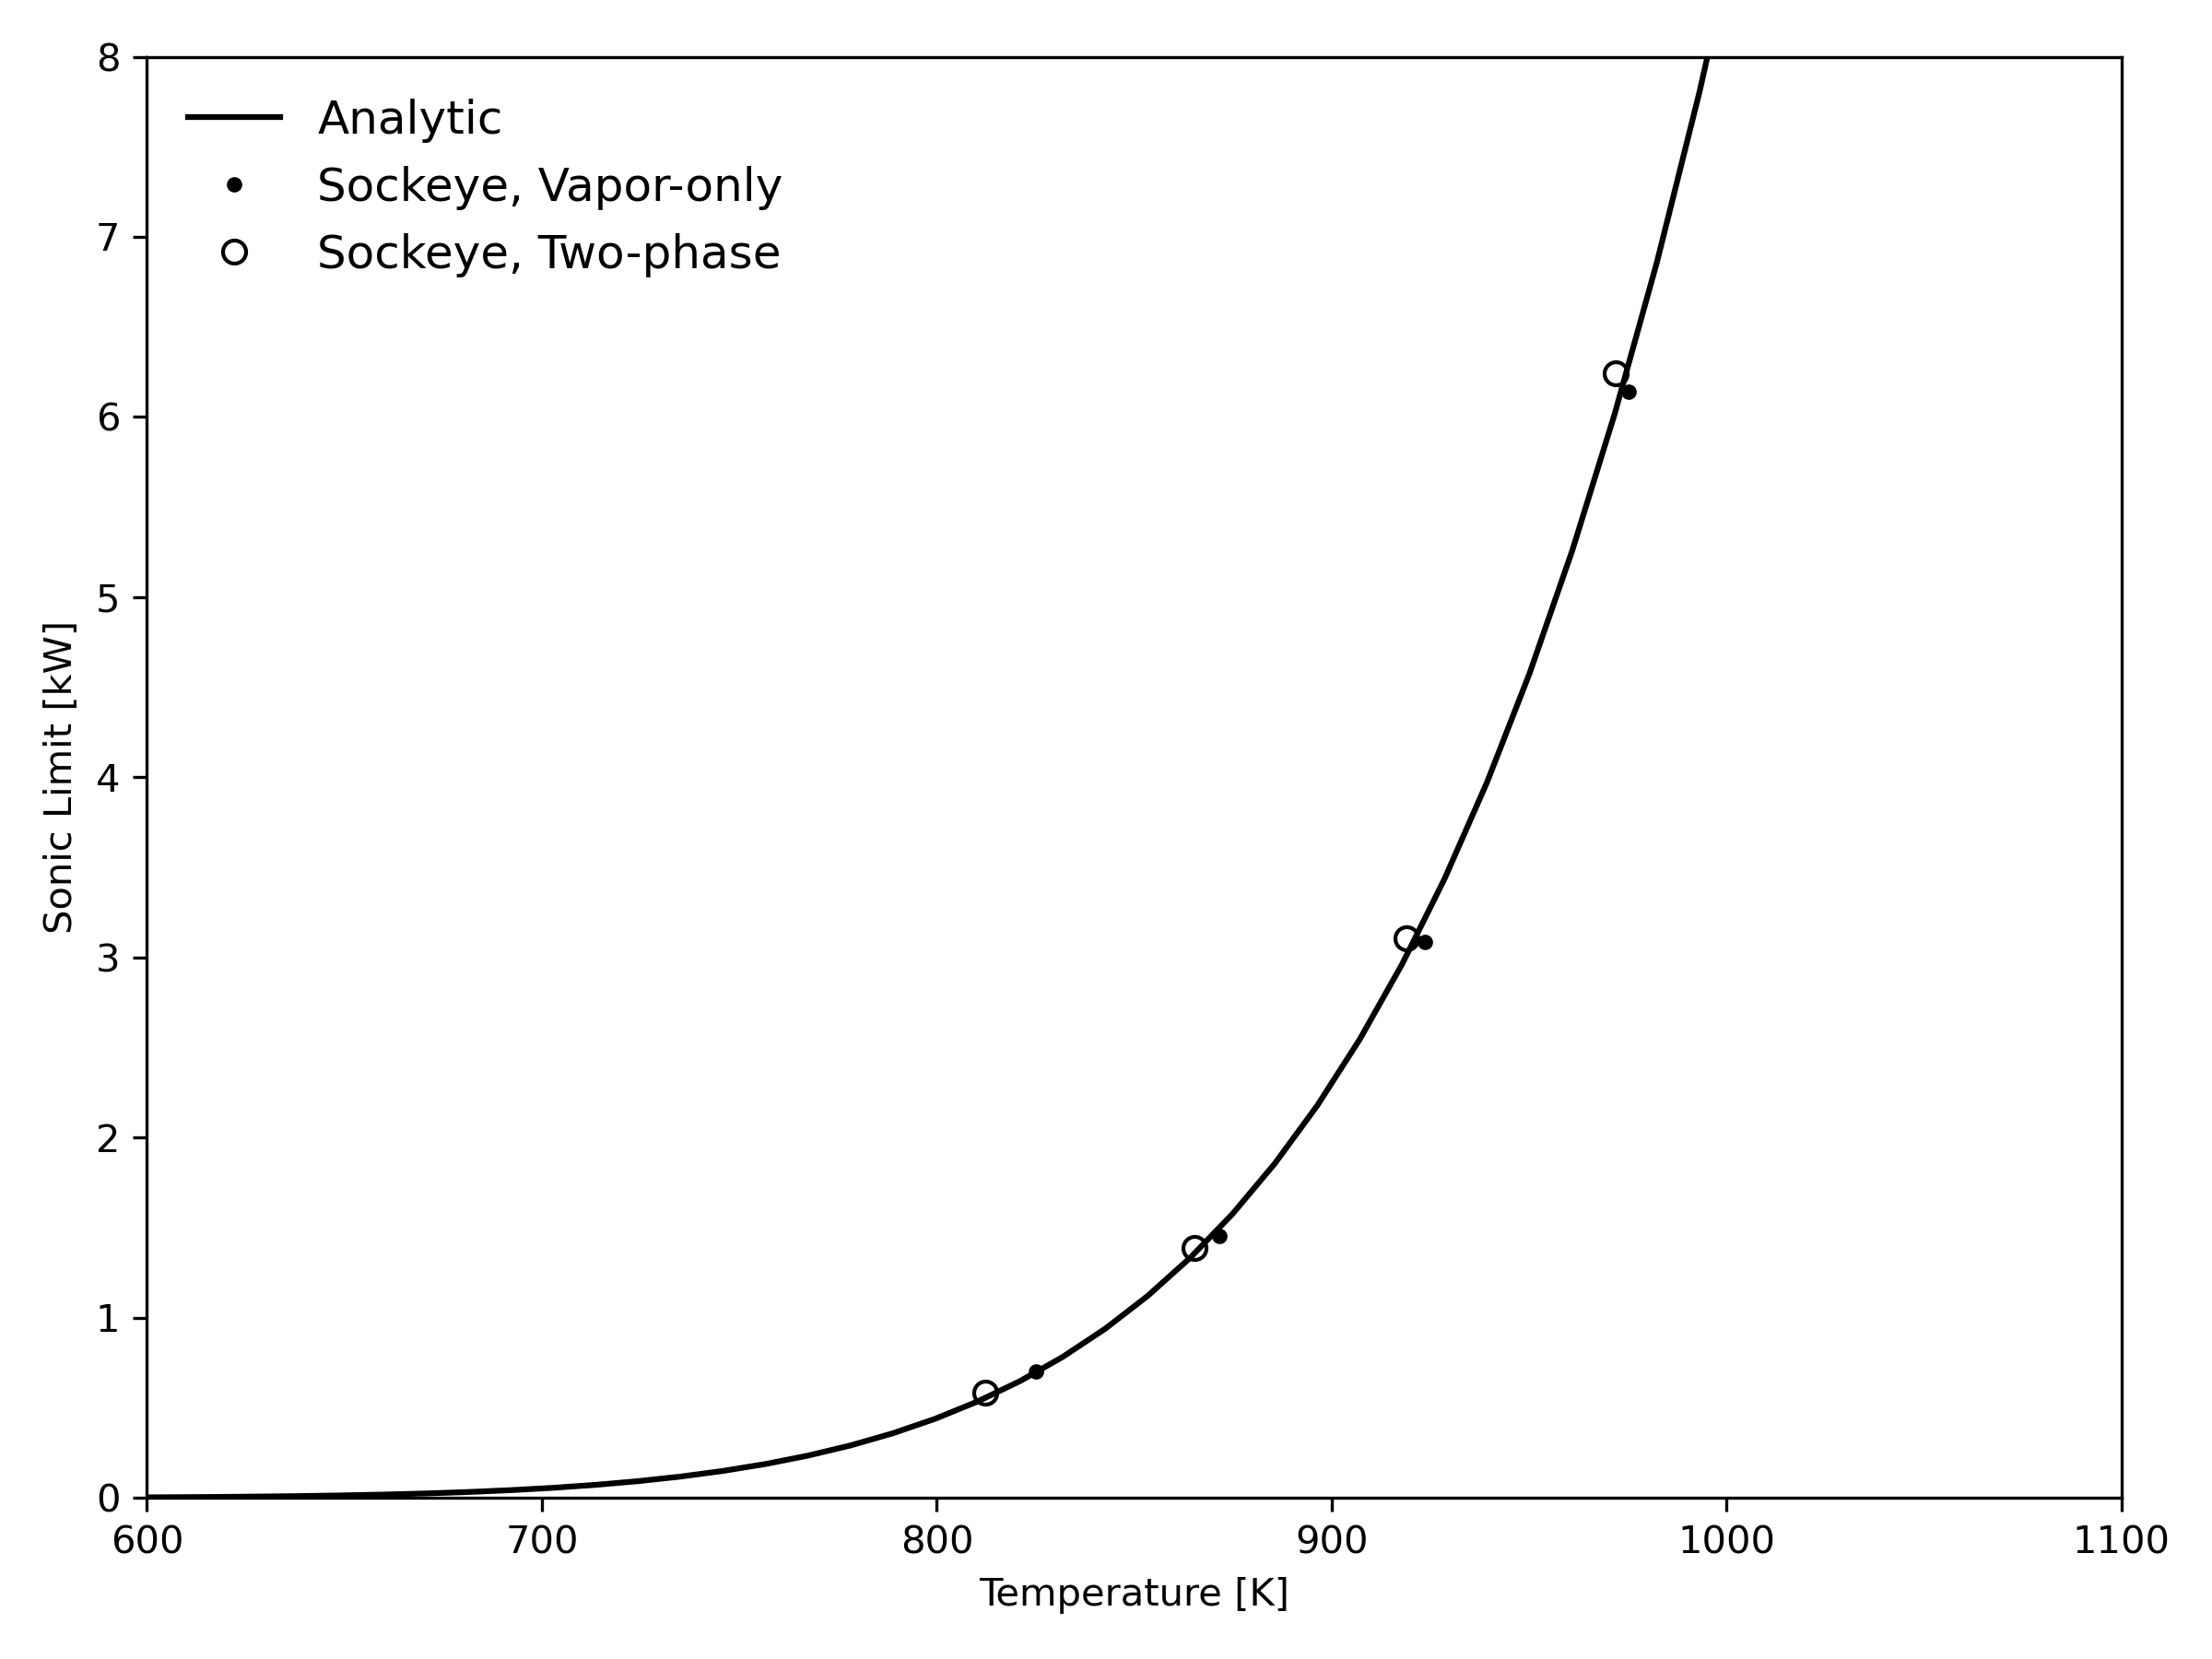 Analytic
Sockeye, Vapor-only
Sockeye, Two-phase
8
7
6
5
4
3
2
1
0
Sonic Limit [kW]
600 700 800 900 1000 1100
Temperature [K]